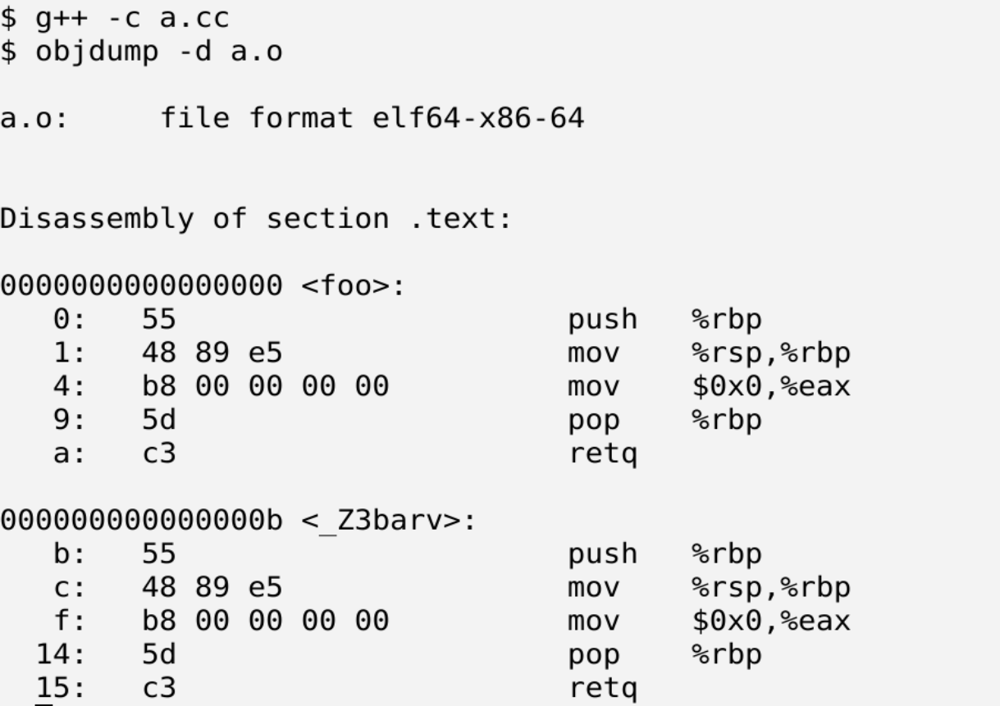 $ g++ -c a.cc
$ objdump -d a.o
a.o:     file format elf64-x86-64
Disassembly of section .text:
0000000000000000 <foo>:
   0:   55                      push   %rbp
   1:   48 89 e5                mov    %rsp,%rbp
   4:   b8 00 00 00 00          mov    $0x0,%eax
   9:   5d                      pop    %rbp
   a:   c3                      retq
000000000000000b <_Z3barv>:
   b:   55                      push   %rbp
   c:   48 89 e5                mov    %rsp,%rbp
   f:   b8 00 00 00 00          mov    $0x0,%eax
  14:   5d                      pop    %rbp
  15:   c3                      retq